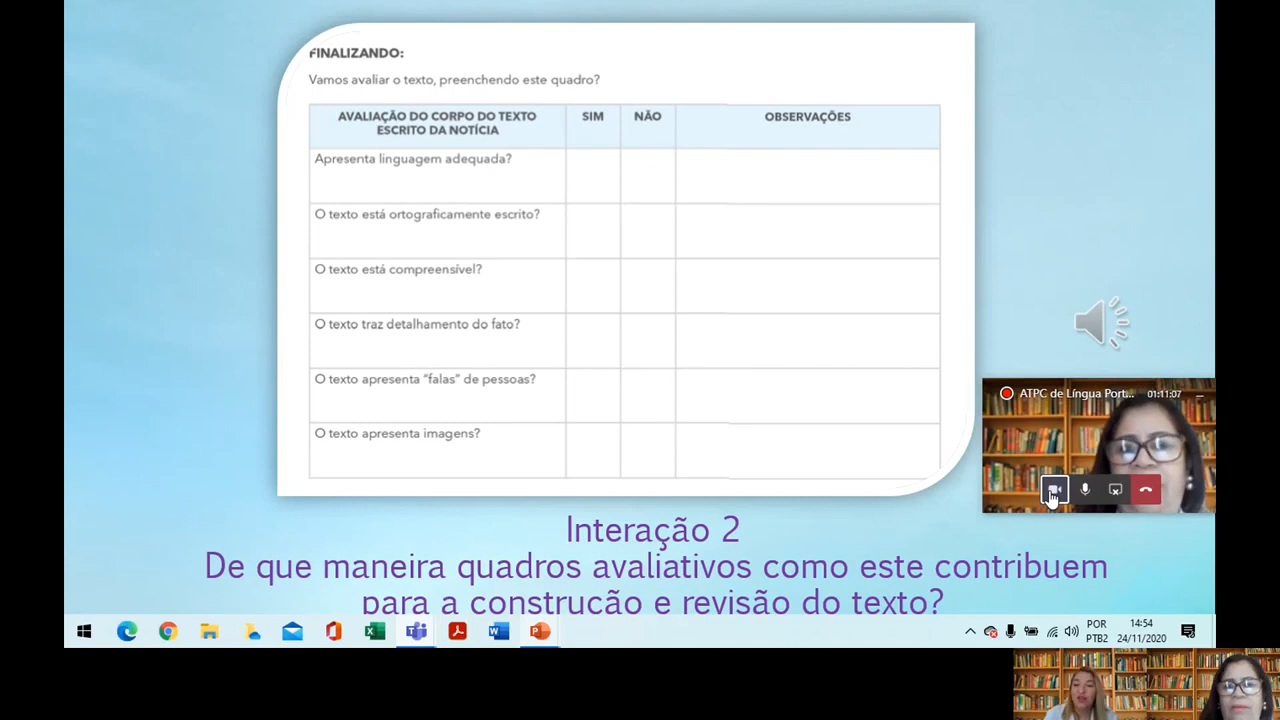 FINALIZANDO:
Vamos avaliar o texto, preenchendo este quadro?
AVALIAÇÃO DO CORPO DO TEXTO
ESCRITO DA NOTÍCIA
SIM
NÃO
OBSERVAÇÕES
Apresenta linguagem adequada?
O texto está ortograficamente escrito?
O texto está compreensível?
O texto traz detalhamento do fato?
O texto apresenta “falas” de pessoas?
O texto apresenta imagens?
ATPC de Língua Port...
01:11:07
Interação 2
De que maneira quadros avaliativos como este contribuem
para a construção e revisão do texto?
POR
PTB2
14:54
24/11/2020